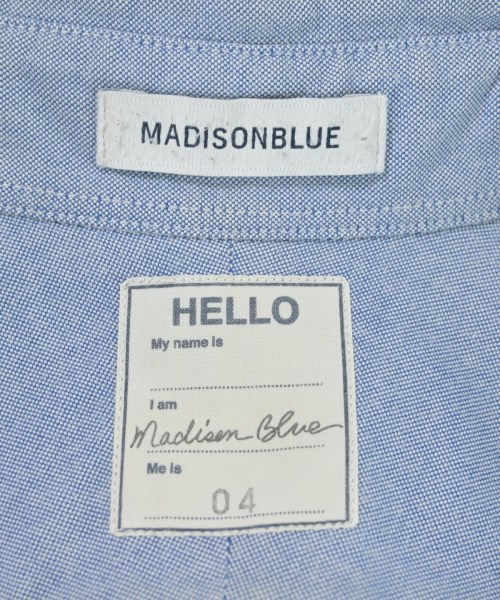 MADISONBLUE
HELLO
My name is
I am
Madison Blue
Me is
04